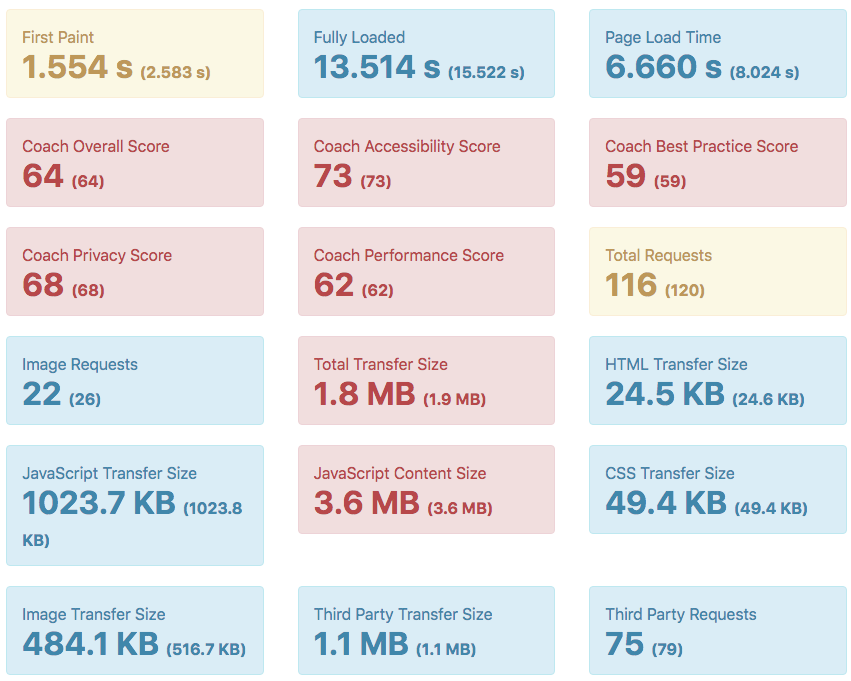 First Paint
1.554 s (2.583 s)
Fully Loaded
13.514 s (15.522 s)
Page Load Time
6.660 s (8.024 s)
Coach Overall Score
64 (64)
Coach Accessibility Score
73 (73)
Coach Best Practice Score
59 (59)
Coach Privacy Score
68 (68)
Coach Performance Score
62 (62)
Total Requests
116 (120)
Image Requests
22 (26)
Total Transfer Size
1.8 MB (1.9 MB)
HTML Transfer Size
24.5 KB (24.6 KB)
JavaScript Transfer Size
1023.7 KB (1023.8
KB)
JavaScript Content Size
3.6 MB (3.6 MB)
CSS Transfer Size
49.4 KB (49.4 KB)
Image Transfer Size
484.1 KB (516.7 KB)
Third Party Transfer Size
1.1 MB (1.1 MB)
Third Party Requests
75 (79)